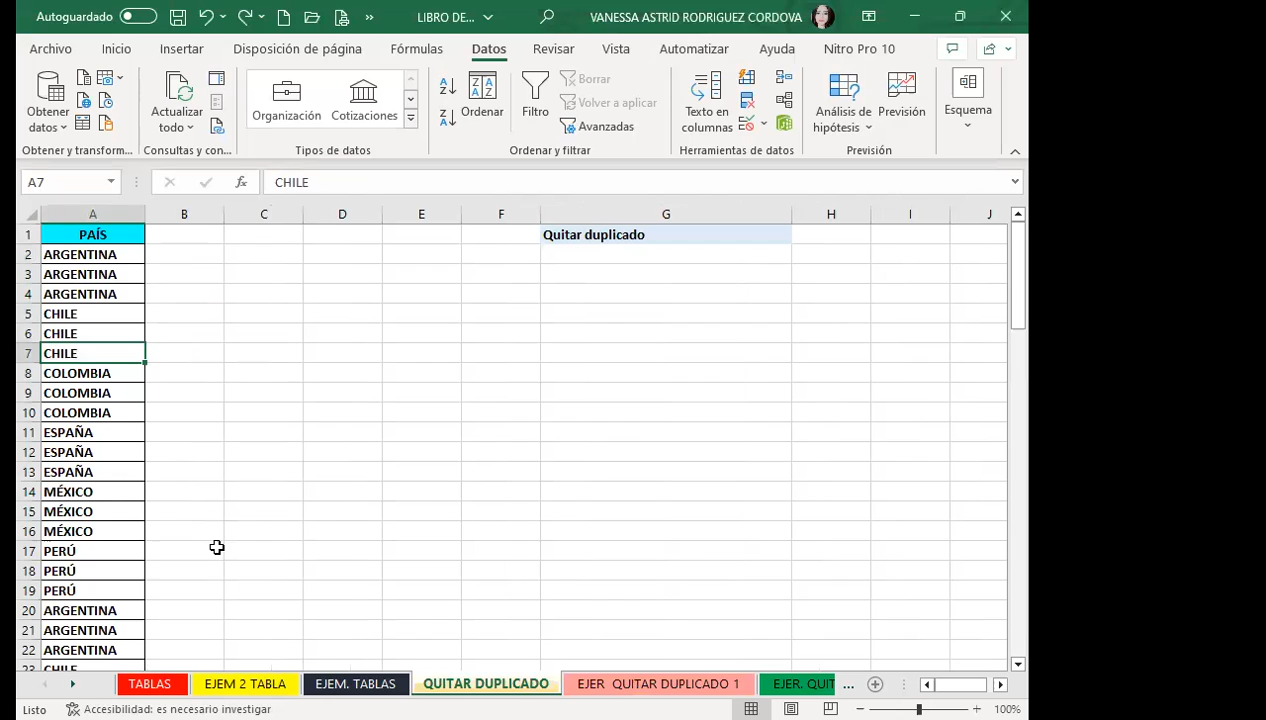 Autoguardado
LIBRO DE...
VANESSA ASTRID RODRIGUEZ CORDOVA
Archivo Inicio Insertar Disposición de página Fórmulas Datos Revisar Vista Automatizar Ayuda Nitro Pro 10
Obtener datos
Actualizar todo
Organización Cotizaciones
Ordenar
Filtro
Borrar
Volver a aplicar
Avanzadas
Texto en columnas
Análisis de hipótesis
Previsión
Esquema
Obtener y transform... Consultas y con... Tipos de datos Ordenar y filtrar Herramientas de datos Previsión
A7 fx CHILE
A B C D E F G H I J
1 PAÍS Quitar duplicado
2 ARGENTINA
3 ARGENTINA
4 ARGENTINA
5 CHILE
6 CHILE
7 CHILE
8 COLOMBIA
9 COLOMBIA
10 COLOMBIA
11 ESPAÑA
12 ESPAÑA
13 ESPAÑA
14 MÉXICO
15 MÉXICO
16 MÉXICO
17 PERÚ
18 PERÚ
19 PERÚ
20 ARGENTINA
21 ARGENTINA
22 ARGENTINA
23 CHILE
TABLAS EJEM 2 TABLA EJEM. TABLAS QUITAR DUPLICADO EJER QUITAR DUPLICADO 1 EJER. QUIT ...
Listo Accesibilidad: es necesario investigar 100%